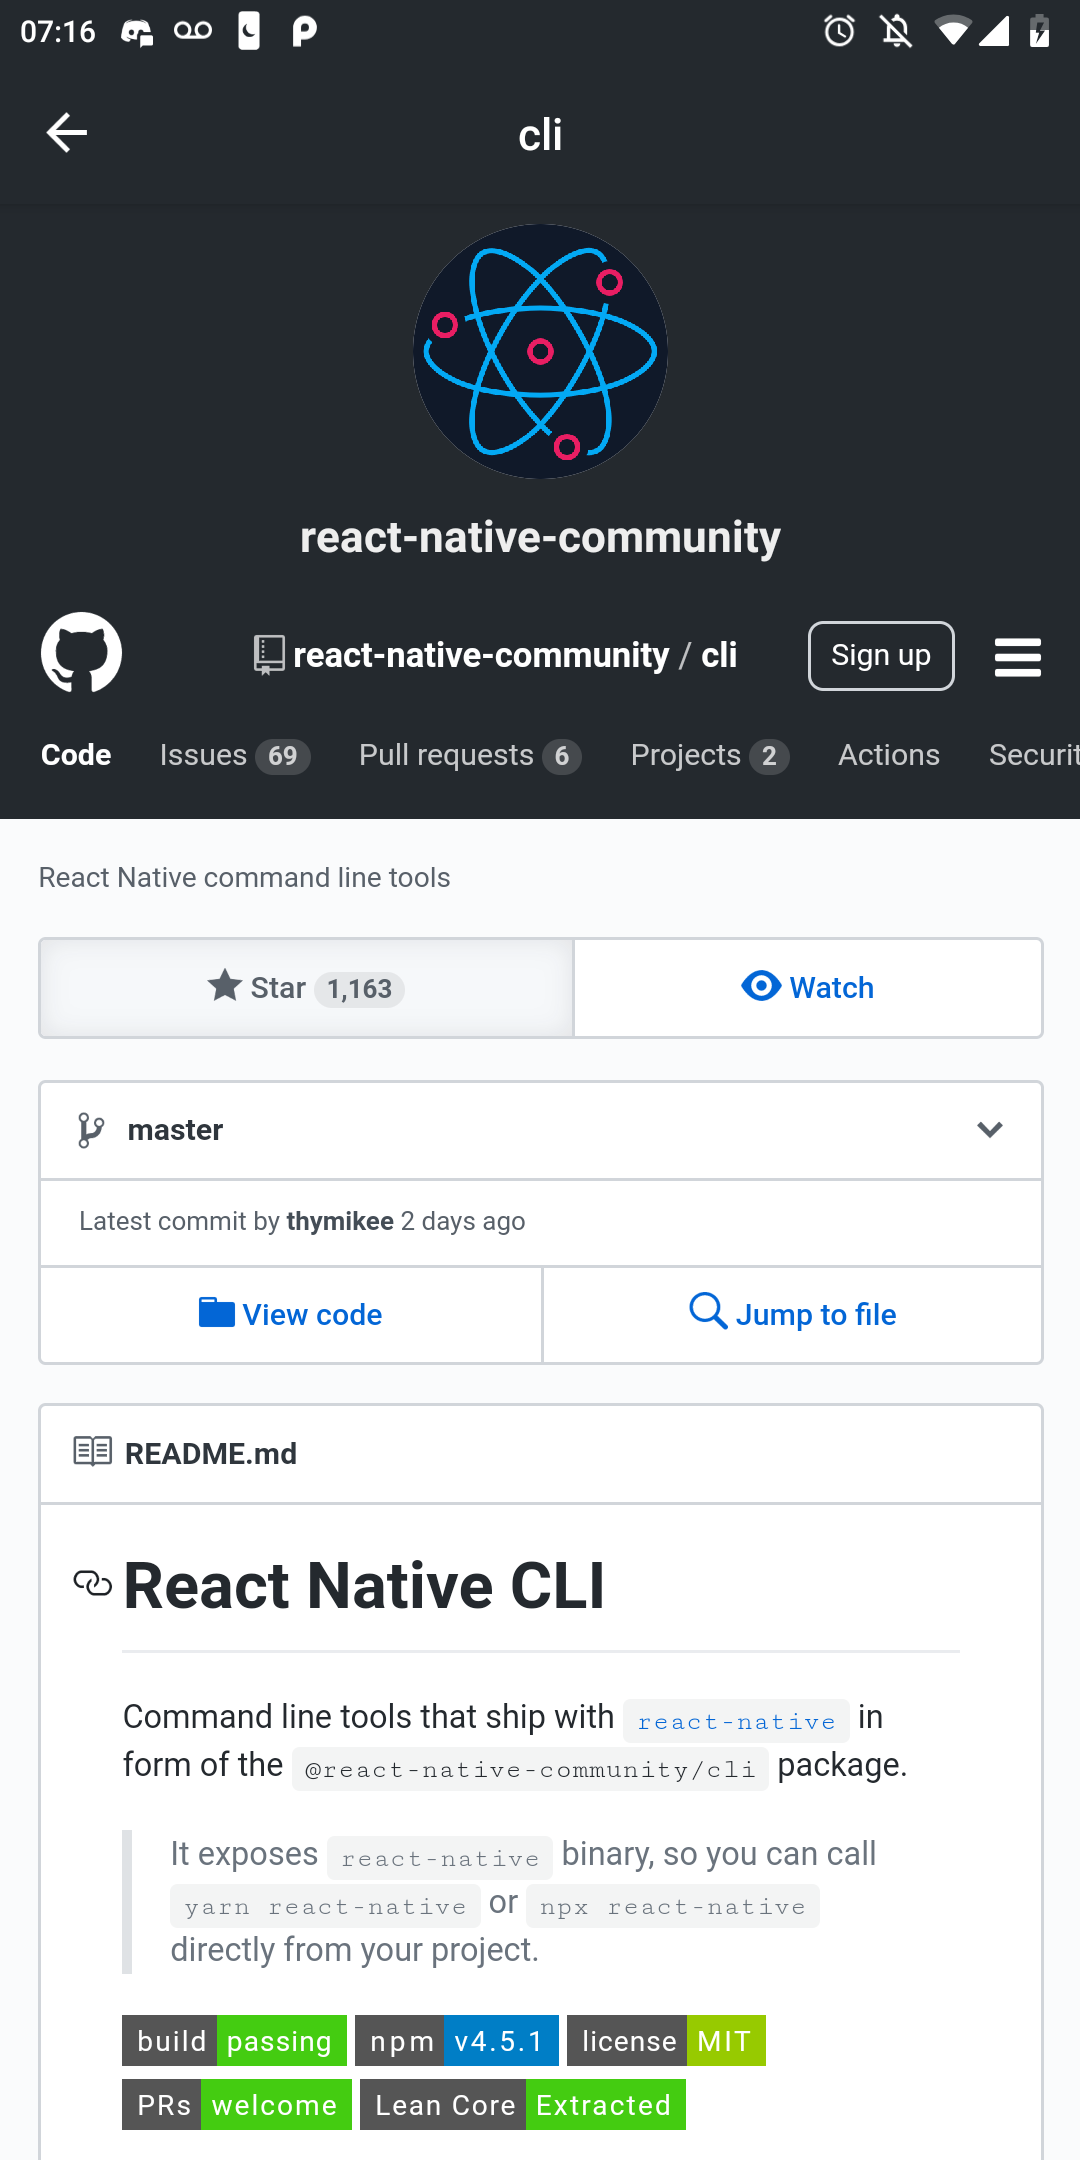 07:16
cli
react-native-community
react-native-community / cli
Sign up
Code Issues 69 Pull requests 6 Projects 2 Actions Securit
React Native command line tools
Star 1,163 Watch
master
Latest commit by thymikee 2 days ago
View code Jump to file
README.md
React Native CLI
Command line tools that ship with react-native in
form of the @react-native-community/cli package.
It exposes react-native binary, so you can call
yarn react-native or npx react-native
directly from your project.
build passing npm v4.5.1 license MIT
PRs welcome Lean Core Extracted